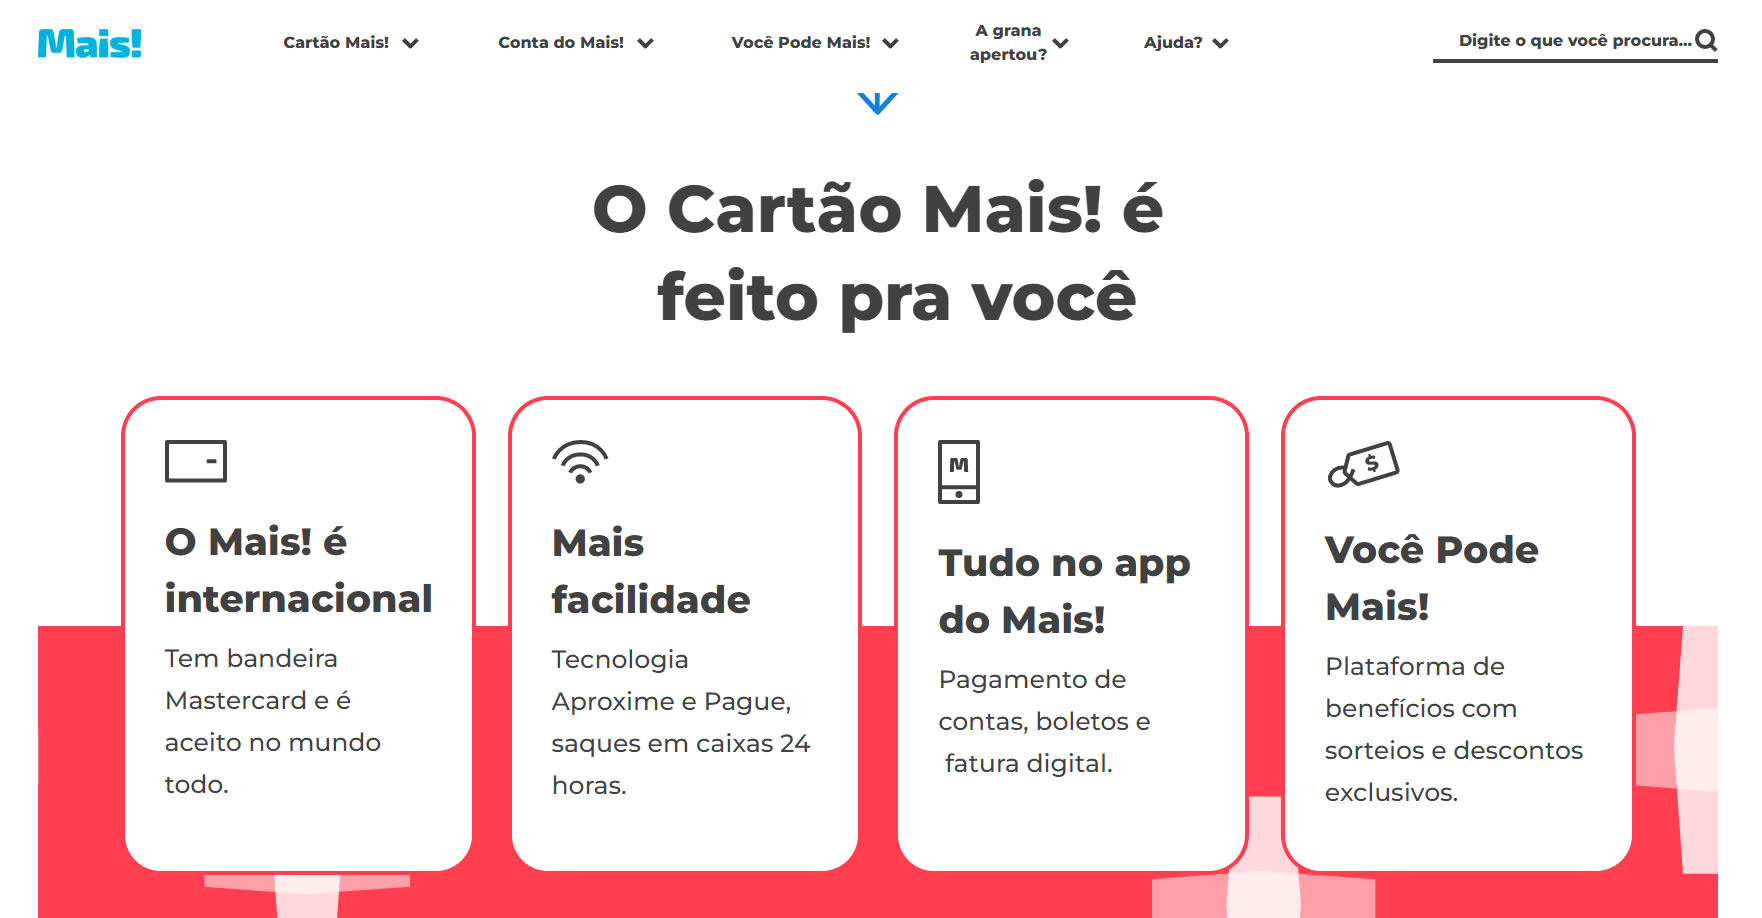 Mais!
Cartão Mais!
Conta do Mais!
Você Pode Mais!
A grana
apertou?
Ajuda?
Digite o que você procura...
O Cartão Mais! é
feito pra você
O Mais! é
internacional
Tem bandeira
Mastercard e é
aceito no mundo
todo.
Mais
facilidade
Tecnologia
Aproxime e Pague,
saques em caixas 24
horas.
M
Tudo no app
do Mais!
Pagamento de
contas, boletos e
fatura digital.
$
Você Pode
Mais!
Plataforma de
benefícios com
sorteios e descontos
exclusivos.